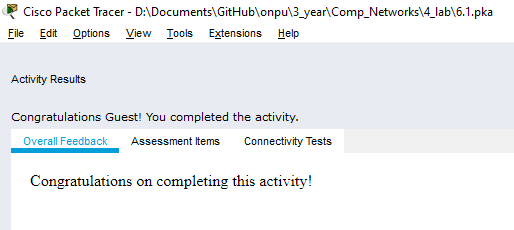 Cisco Packet Tracer - D:\Documents\GitHub\onpu\3_year\Comp_Networks\4_lab\6.1.pka
File Edit Options View Tools Extensions Help
Activity Results
Congratulations Guest! You completed the activity.
Overall Feedback Assessment Items Connectivity Tests
Congratulations on completing this activity!